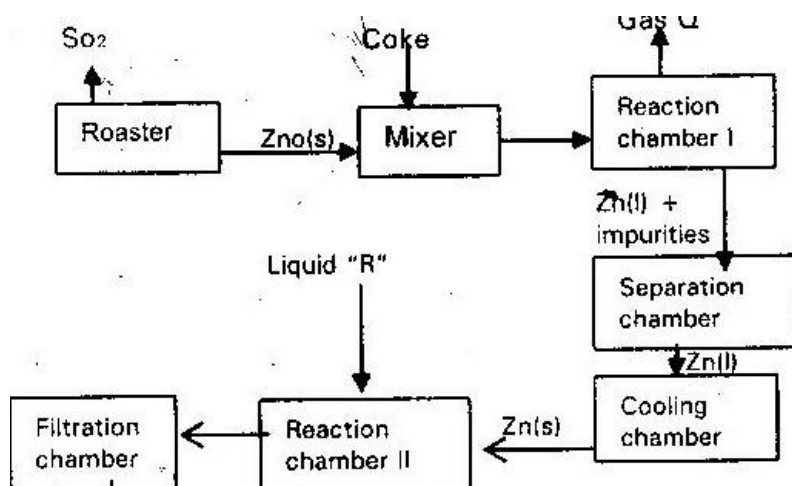 So₂
Coke
Gas Q
Roaster
Zno(s)
Mixer
Reaction
chamber I
Zn(l) +
impurities
Liquid "R"
Separation
chamber
Zn(l)
Filtration
chamber
Reaction
chamber II
Zn(s)
Cooling
chamber